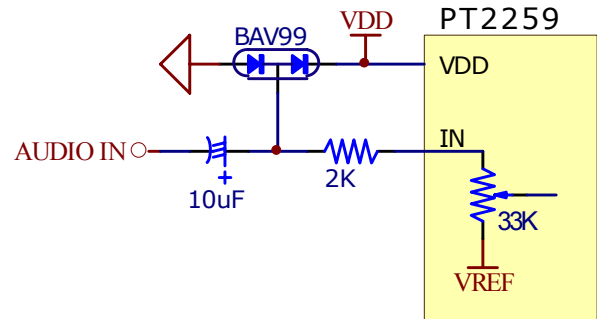 VDD
PT2259
BAV99
VDD
AUDIO IN
IN
+
10uF
2K
33K
VREF